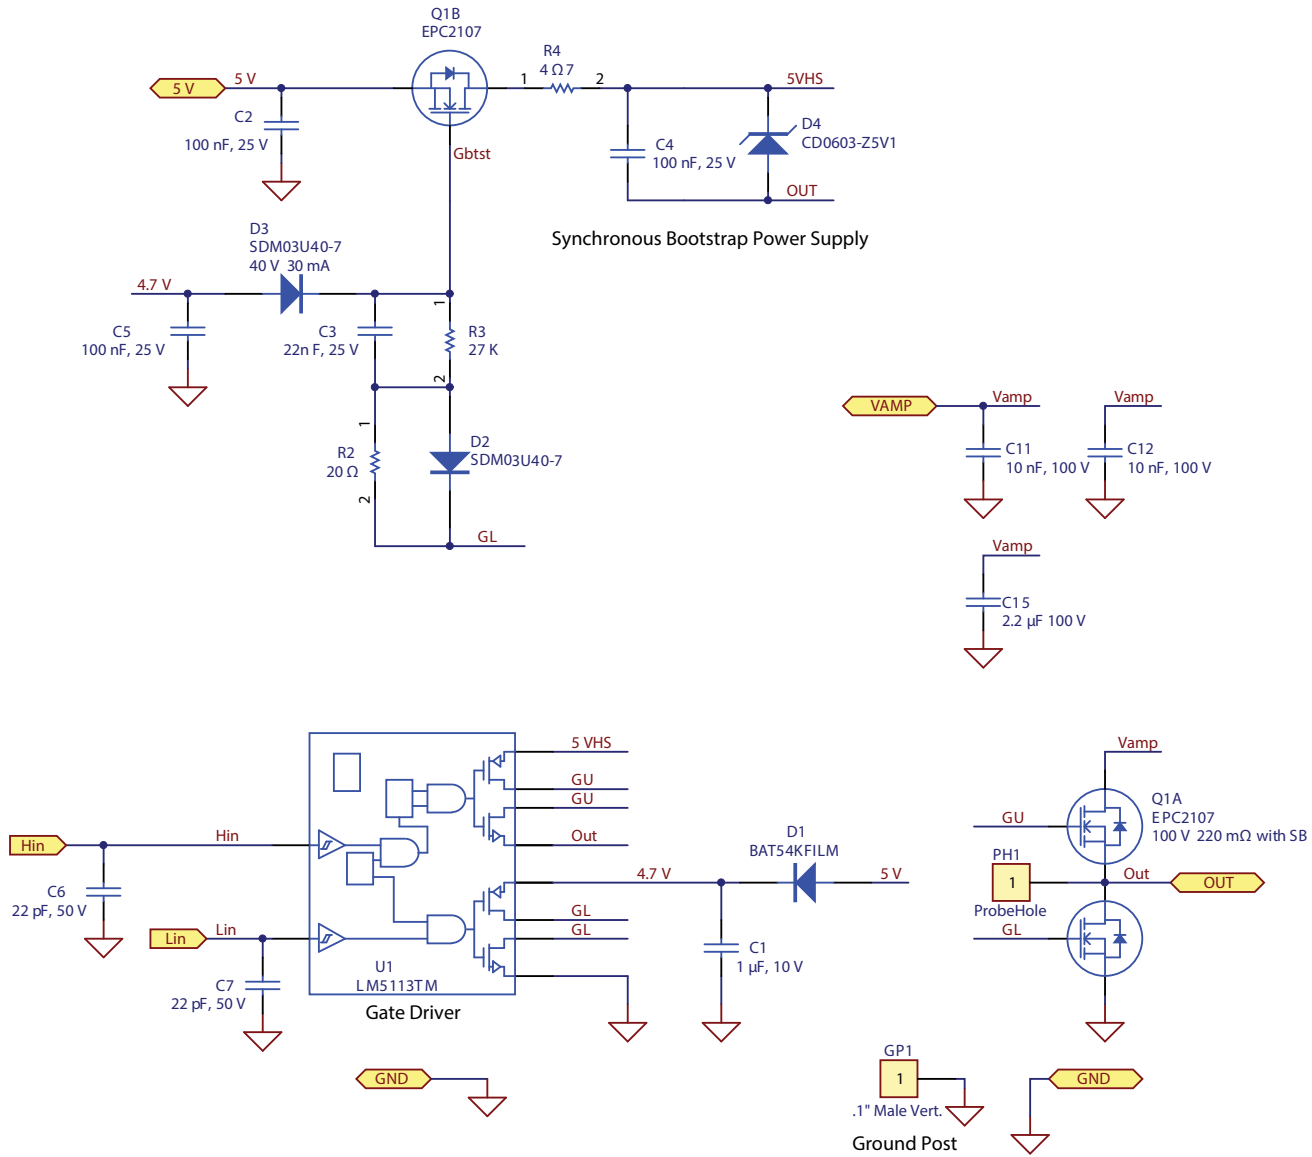 Q1B
EPC2107
5 V
5 V
C2
100 nF, 25 V
Gbtst
R4
4 Ω 7
1
2
5VHS
C4
100 nF, 25 V
D4
CD0603-Z5V1
OUT
Synchronous Bootstrap Power Supply
D3
SDM03U40-7
40 V 30 mA
4.7 V
C5
100 nF, 25 V
C3
22n F, 25 V
1
R3
27 K
2
1
R2
20 Ω
2
D2
SDM03U40-7
GL
VAMP
Vamp
C11
10 nF, 100 V
Vamp
C12
10 nF, 100 V
Vamp
C15
2.2 μF 100 V
Hin
Hin
C6
22 pF, 50 V
Lin
Lin
C7
22 pF, 50 V
U1
LM5113TM
Gate Driver
5 VHS
GU
GU
Out
4.7 V
GL
GL
D1
BAT54KFILM
5 V
C1
1 μF, 10 V
Vamp
Q1A
EPC2107
100 V 220 mΩ with SB
GU
PH1
1
ProbeHole
Out
OUT
GL
GND
GP1
1
.1" Male Vert.
Ground Post
GND